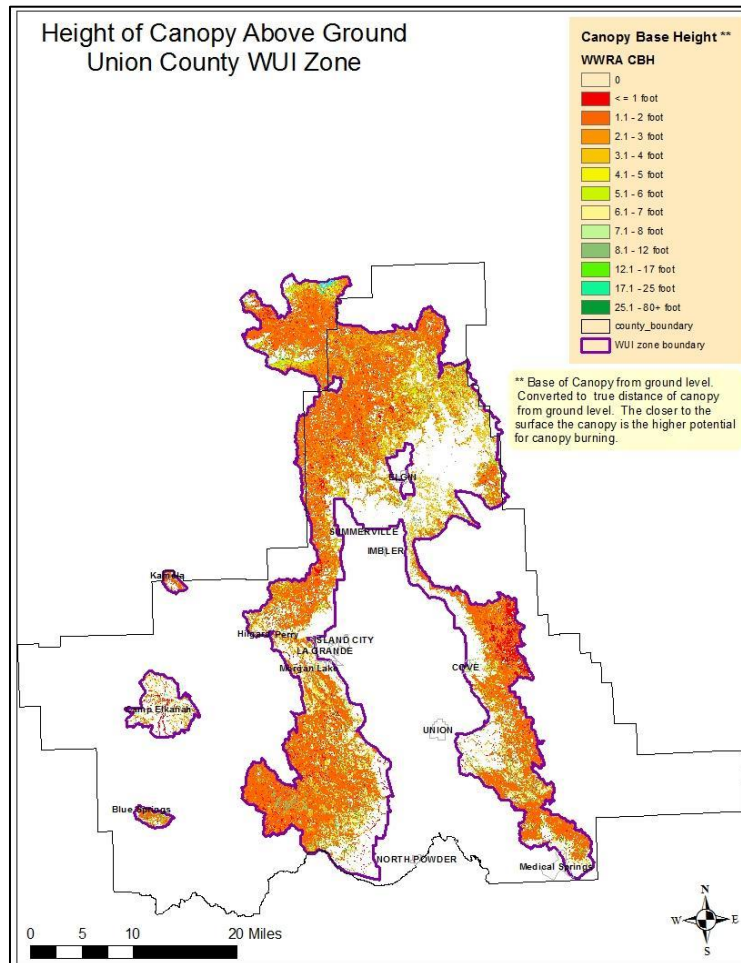 Height of Canopy Above Ground
Union County WUI Zone
Canopy Base Height **
WWRA CBH
0
< = 1 foot
1.1 - 2 foot
2.1 - 3 foot
3.1 - 4 foot
4.1 - 5 foot
5.1 - 6 foot
6.1 - 7 foot
7.1 - 8 foot
8.1 - 12 foot
12.1 - 17 foot
17.1 - 25 foot
25.1 - 80+ foot
county_boundary
WUI zone boundary
** Base of Canopy from ground level.
Converted to true distance of canopy
from ground level. The closer to the
surface the canopy is the higher potential
for canopy burning.
ELGIN
SUMMERVILLE
IMBLER
Kamela
Hilgard Perry
ISLAND CITY
LA GRANDE
Morgan Lake
COVE
Camp Elkanah
UNION
Blue Springs
NORTH POWDER
Medical Springs
N
W
E
S
0 5 10 20 Miles